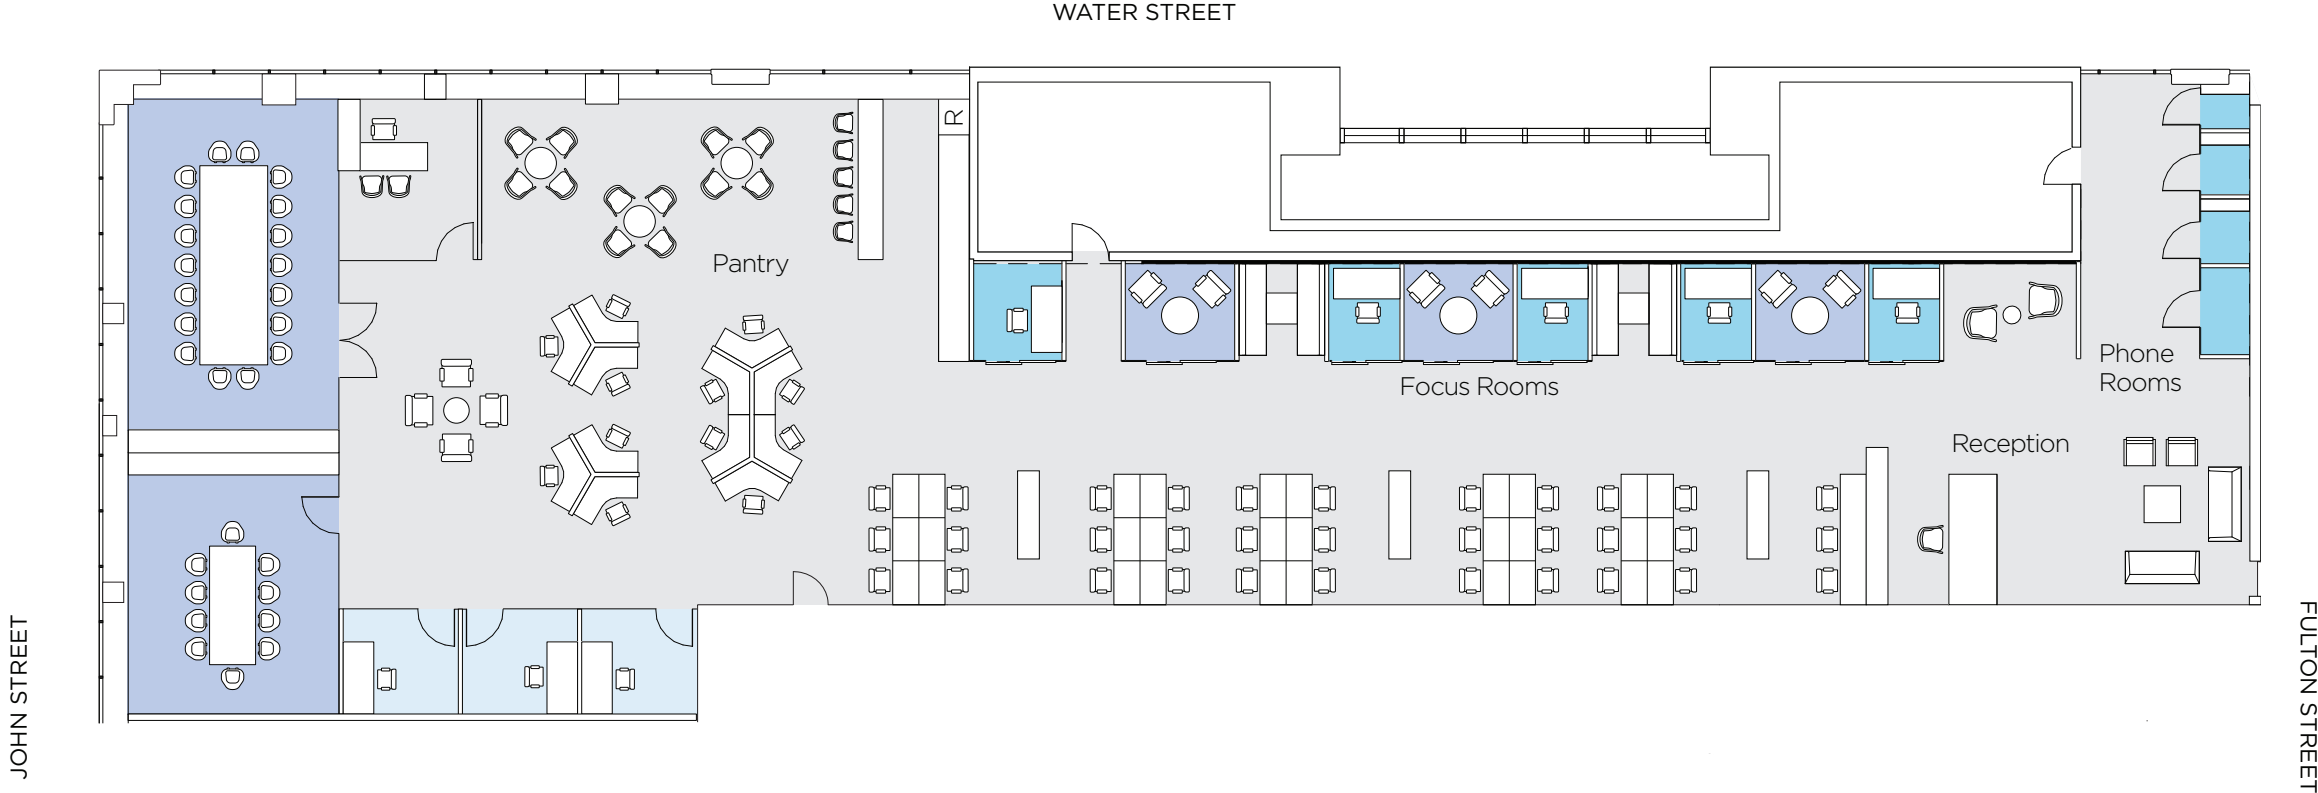 WATER STREET
R
Pantry
Phone
Rooms
Focus Rooms
Reception
JOHN STREET
FULTON STREET